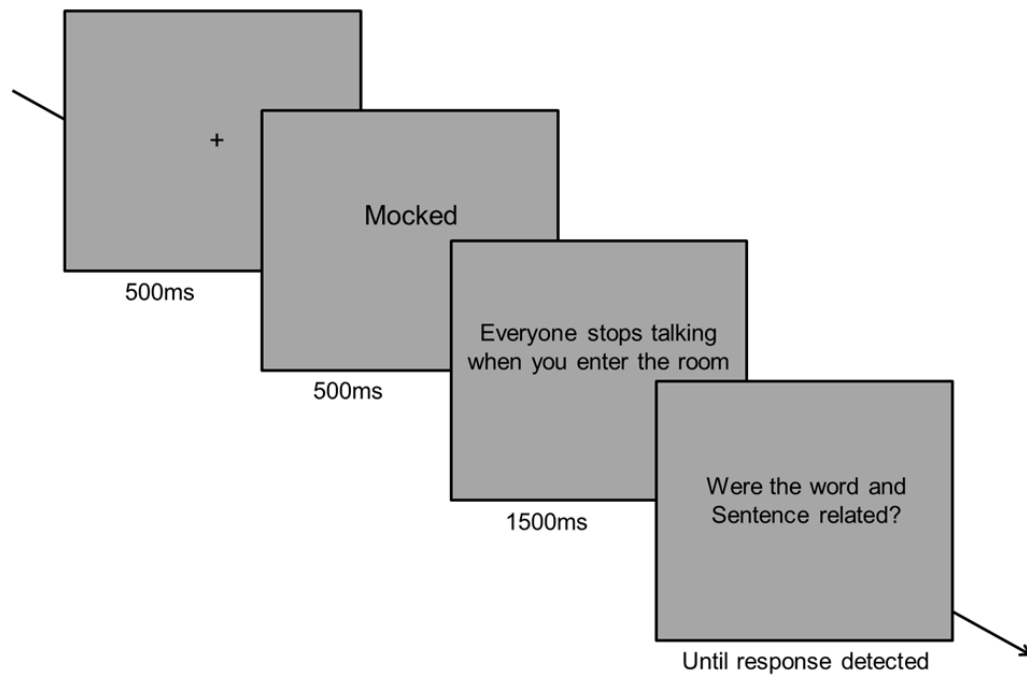 +
500ms
Mocked
500ms
Everyone stops talking
when you enter the room
1500ms
Were the word and
Sentence related?
Until response detected